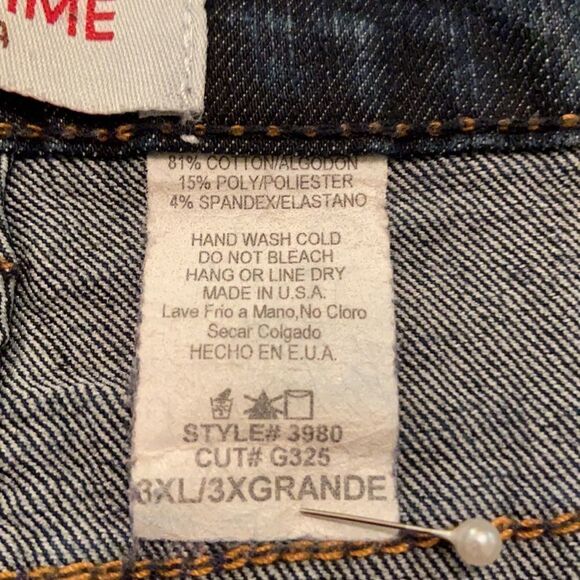 81% COTTON/ALGODON
15% POLY/POLIESTER
4% SPANDEX/ELASTANO
HAND WASH COLD
DO NOT BLEACH
HANG OR LINE DRY
MADE IN U.S.A.
Lave Frio a Mano,No Cloro
Secar Colgado
HECHO EN E.U.A.
STYLE# 3980
CUT# G325
3XL/3XGRANDE